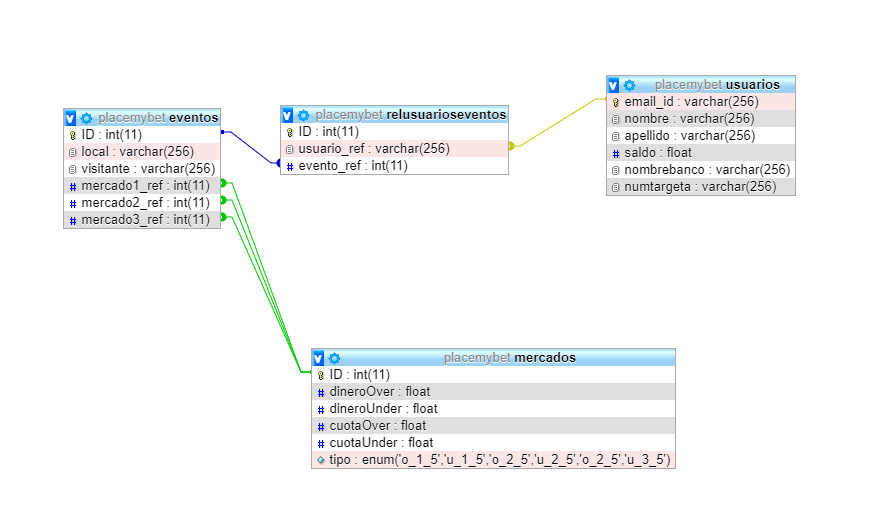 placemybet eventos
ID : int(11)
local : varchar(256)
visitante : varchar(256)
mercado1_ref : int(11)
mercado2_ref : int(11)
mercado3_ref : int(11)
placemybet relusuarioseventos
ID : int(11)
usuario_ref : varchar(256)
evento_ref : int(11)
placemybet usuarios
email_id : varchar(256)
nombre : varchar(256)
apellido : varchar(256)
saldo : float
nombrebanco : varchar(256)
numtargeta : varchar(256)
placemybet mercados
ID : int(11)
dineroOver : float
dineroUnder : float
cuotaOver : float
cuotaUnder : float
tipo : enum('o_1_5','u_1_5','o_2_5','u_2_5','o_2_5','u_3_5')